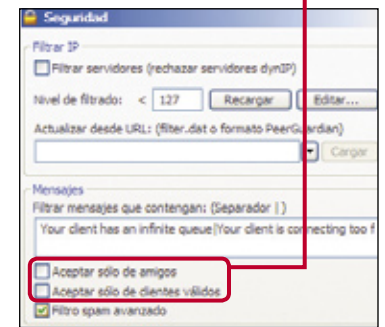 Seguridad
Filtrar IP
Filtrar servidores (rechazar servidores dynIP)
Nivel de filtrado: < 127 Recargar Editar...
Actualizar desde URL: (filter.dat o formato PeerGuardian)
Cargar
Mensajes
Filtrar mensajes que contengan: (Separador | )
Your client has an infinite queue|Your client is connecting too f
Aceptar sólo de amigos
Aceptar sólo de clientes válidos
Filtro spam avanzado